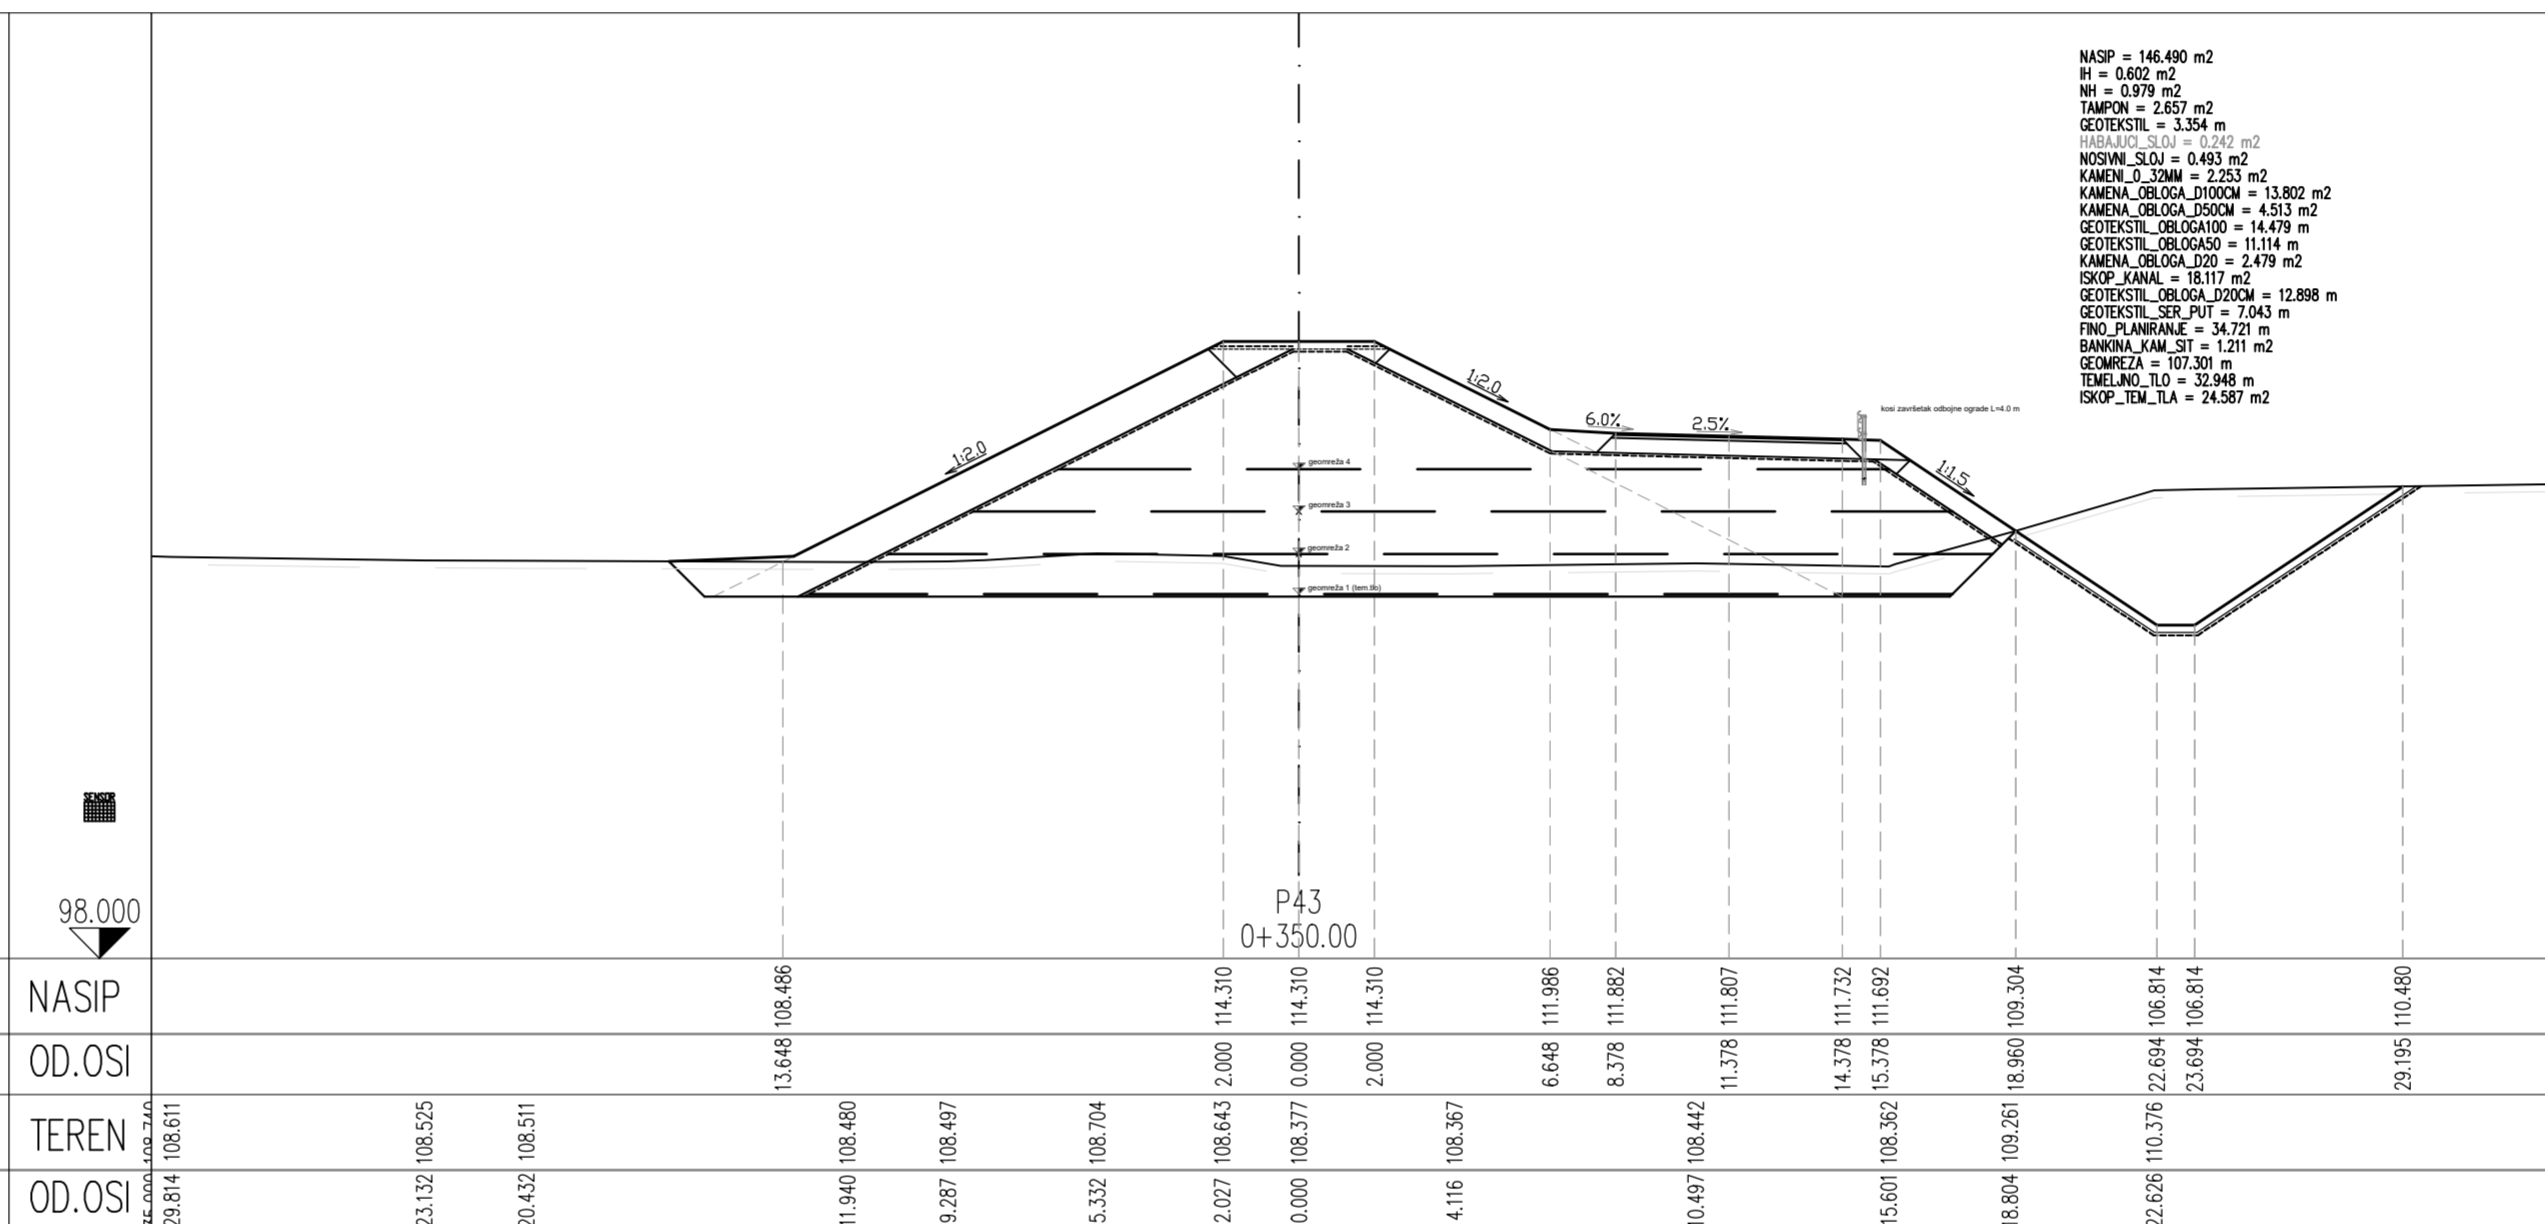 NASIP = 146.490 m2
IH = 0.602 m2
NH = 0.979 m2
TAMPON = 2.657 m2
GEOTEKSTIL = 3.354 m
HABAJUCI_SLOJ = 0.242 m2
NOSIVNI_SLOJ = 0.493 m2
KAMENI_0_32MM = 2.253 m2
KAMENA_OBLOGA_D100CM = 13.802 m2
KAMENA_OBLOGA_D50CM = 4.513 m2
GEOTEKSTIL_OBLOGA100 = 14.479 m
GEOTEKSTIL_OBLOGA50 = 11.114 m
KAMENA_OBLOGA_D20 = 2.479 m2
ISKOP_KANAL = 18.117 m2
GEOTEKSTIL_OBLOGA_D20CM = 12.898 m
GEOTEKSTIL_SER_PUT = 7.043 m
FINO_PLANIRANJE = 34.721 m
BANKINA_KAM_SIT = 1.211 m2
GEOMREZA = 107.301 m
TEMELJNO_TLO = 32.948 m
ISKOP_TEM_TLA = 24.587 m2
1:2.0
1:2.0
6.0%
2.5%
kosi završetak odbojne ograde L=4.0 m
1:1.5
geomreža 4
geomreža 3
geomreža 2
geomreža 1 (tem.tlo)
SENSOR
98.000
P43
0+350.00
NASIP 108.486 114.310 114.310 114.310 111.986 111.882 111.807 111.732 111.692 109.304 106.814 106.814 110.480
OD.OSI 13.648 2.000 0.000 2.000 6.648 8.378 11.378 14.378 15.378 18.960 22.694 23.694 29.195
TEREN 108.611 108.525 108.511 108.480 108.497 108.704 108.643 108.377 108.367 108.442 108.362 109.261 110.376
OD.OSI 29.814 23.132 20.432 11.940 9.287 5.332 2.027 0.000 4.116 10.497 15.601 18.804 22.626